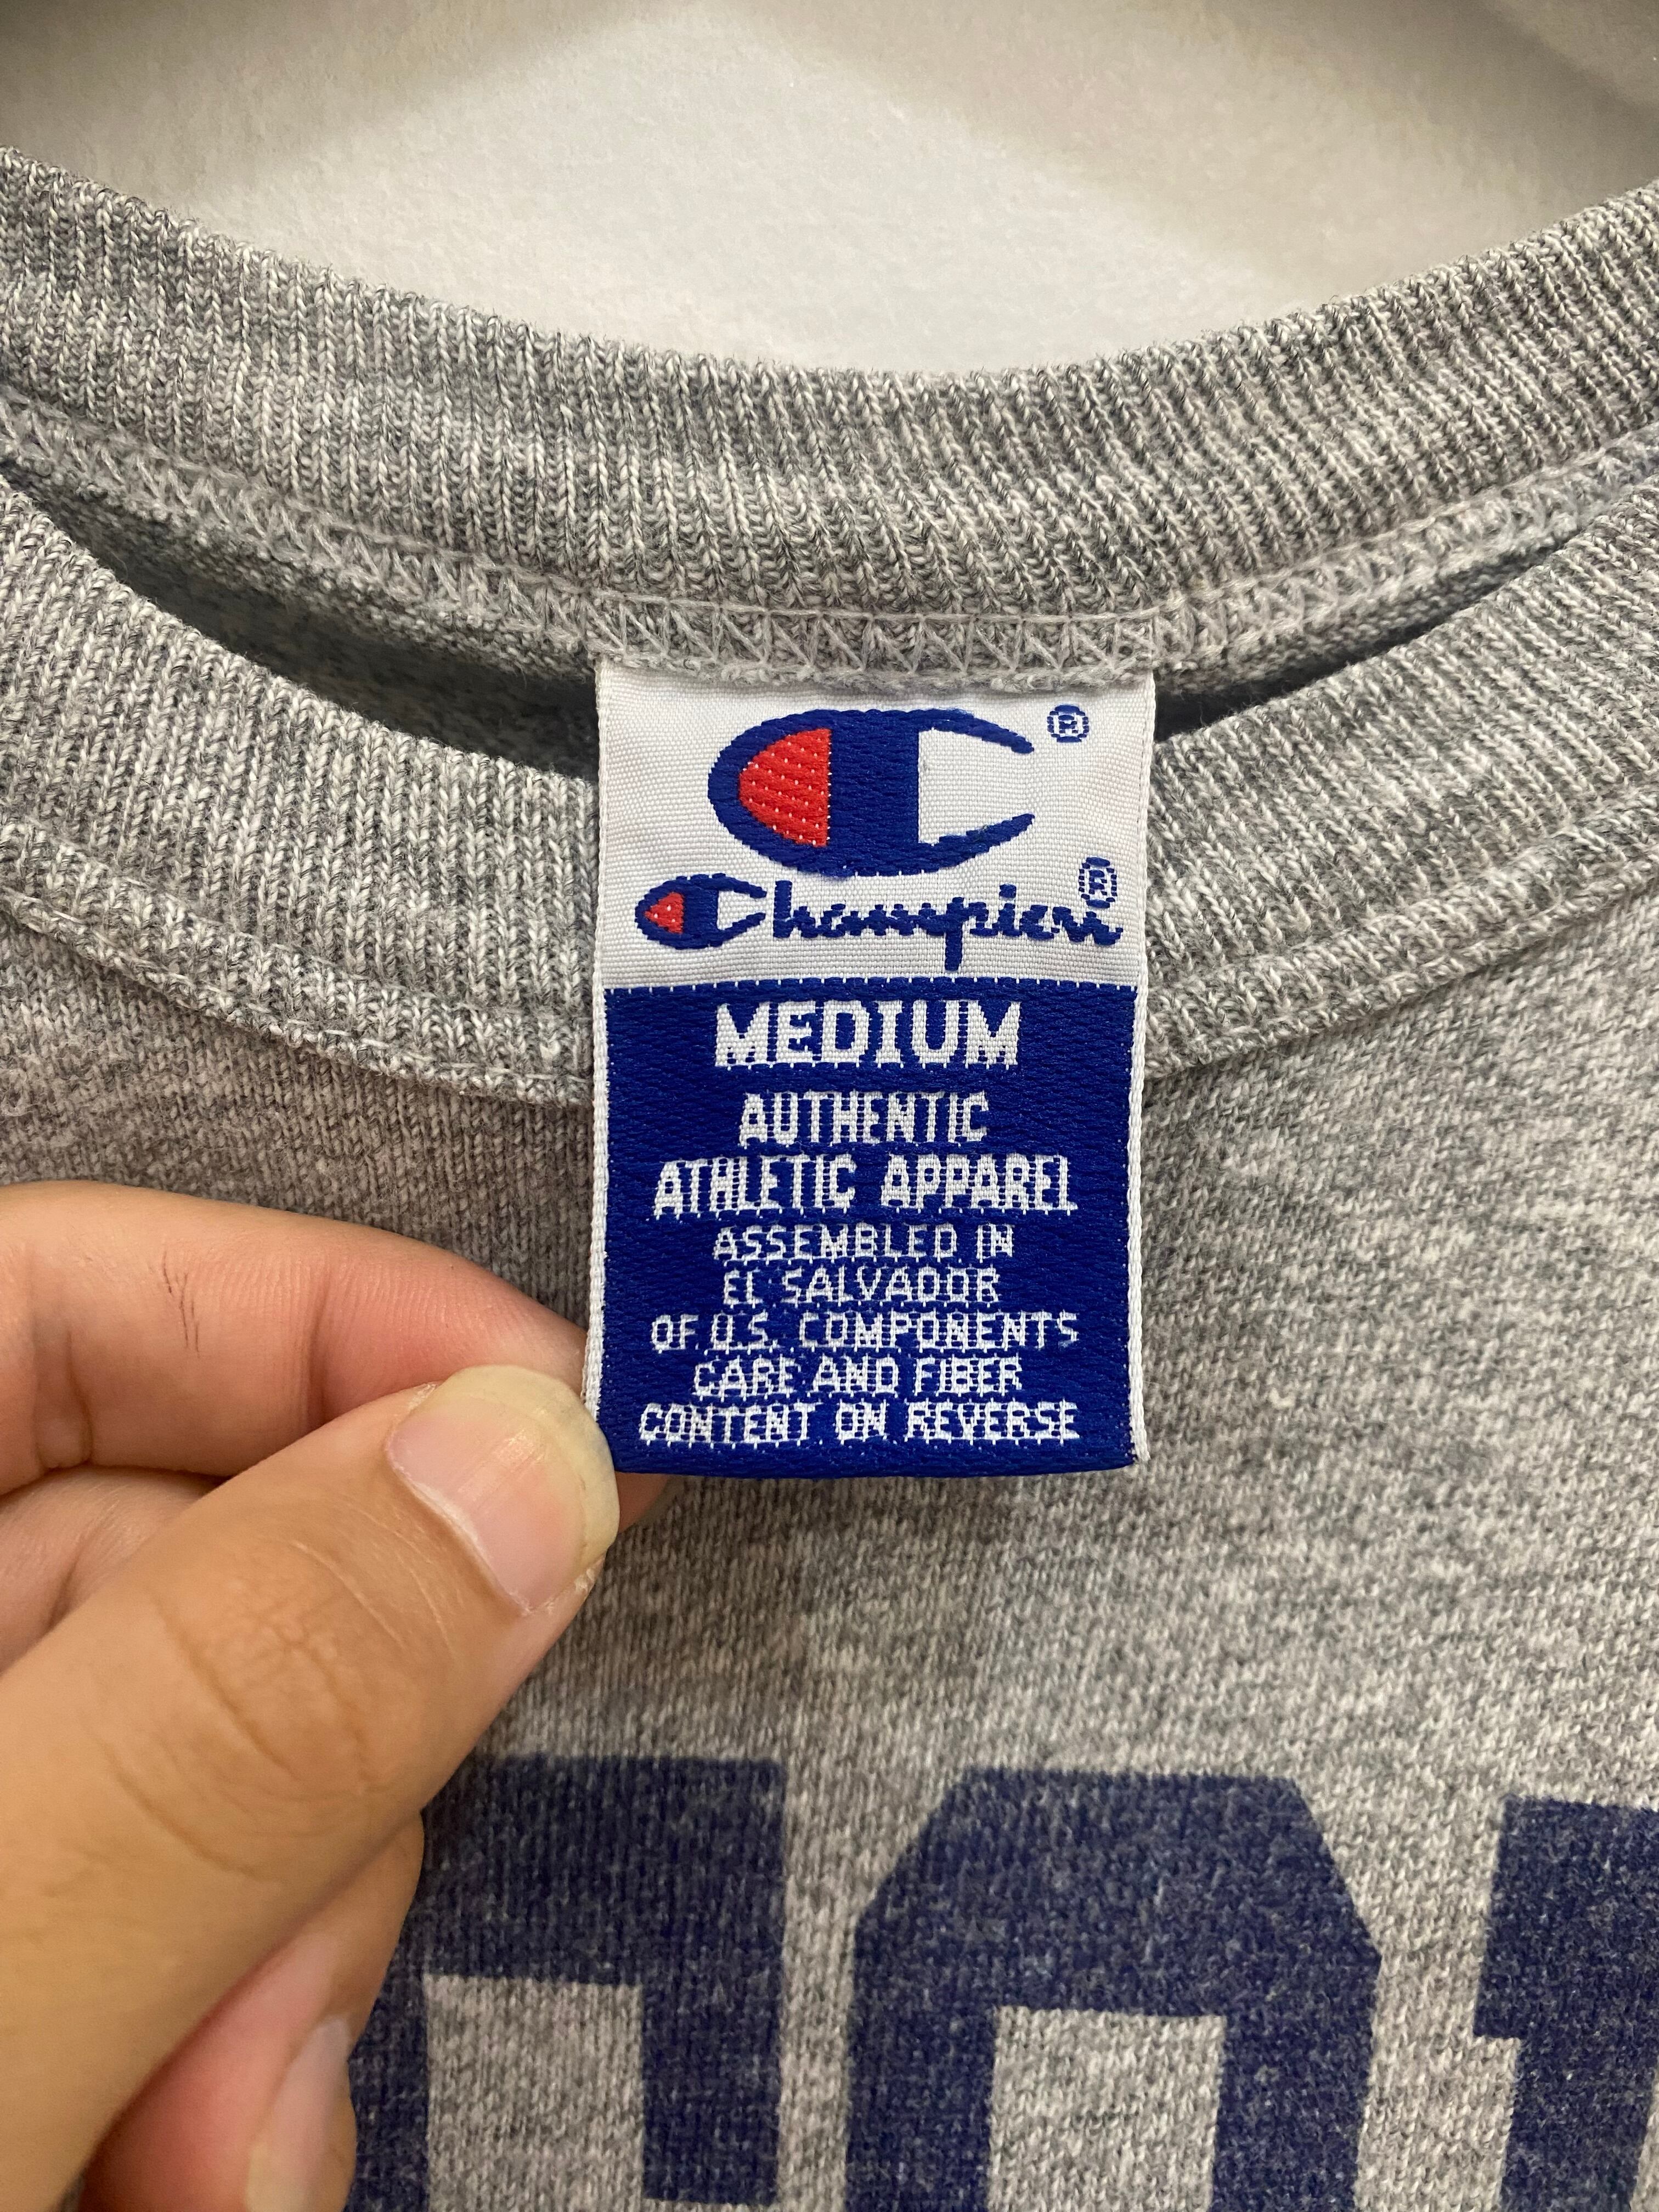 ®
Champion®
MEDIUM
AUTHENTIC
ATHLETIC APPAREL
ASSEMBLED IN
EL SALVADOR
OF U.S. COMPONENTS
CARE AND FIBER
CONTENT ON REVERSE